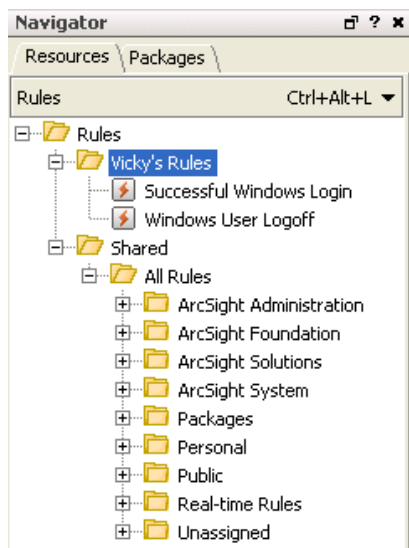 Navigator ?
Resources Packages
Rules Ctrl+Alt+L
Rules
Vicky's Rules
Successful Windows Login
Windows User Logoff
Shared
All Rules
ArcSight Administration
ArcSight Foundation
ArcSight Solutions
ArcSight System
Packages
Personal
Public
Real-time Rules
Unassigned